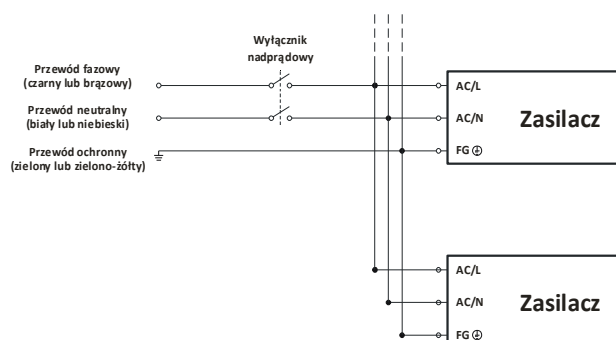 Wyłącznik
nadprądowy
Przewód fazowy
(czarny lub brązowy)
Przewód neutralny
(biały lub niebieski)
Przewód ochronny
(zielony lub zielono-żółty)
AC/L
AC/N
FG
Zasilacz
AC/L
AC/N
FG
Zasilacz